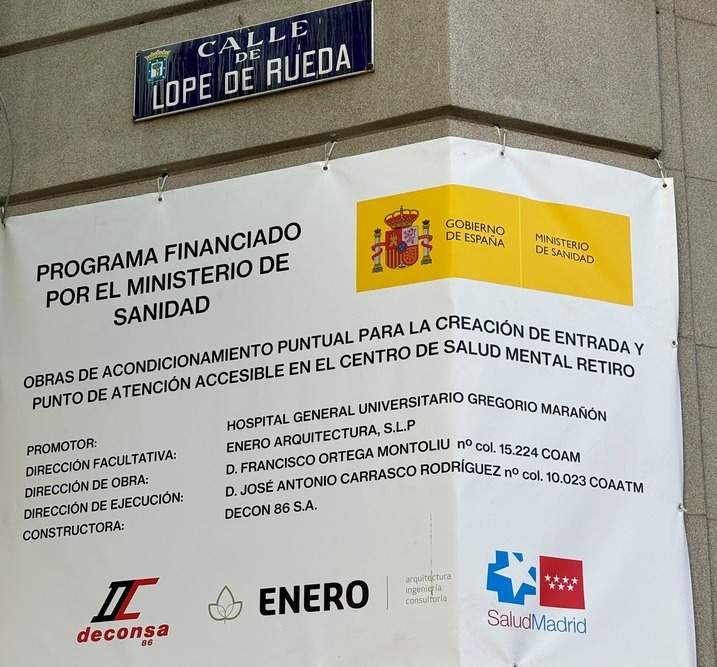 CALLE
DE
LOPE DE RUEDA
PROGRAMA FINANCIADO
POR EL MINISTERIO DE
SANIDAD
GOBIERNO
DE ESPAÑA
MINISTERIO
DE SANIDAD
OBRAS DE ACONDICIONAMIENTO PUNTUAL PARA LA CREACIÓN DE ENTRADA Y
PUNTO DE ATENCIÓN ACCESIBLE EN EL CENTRO DE SALUD MENTAL RETIRO
PROMOTOR: HOSPITAL GENERAL UNIVERSITARIO GREGORIO MARAÑÓN
DIRECCIÓN FACULTATIVA: ENERO ARQUITECTURA, S.L.P
DIRECCIÓN DE OBRA: D. FRANCISCO ORTEGA MONTOLIU nº col. 15.224 COAM
DIRECCIÓN DE EJECUCIÓN: D. JOSÉ ANTONIO CARRASCO RODRÍGUEZ nº col. 10.023 COAATM
CONSTRUCTORA: DECON 86 S.A.
deconsa
86
ENERO
arquitectura
ingeniería
consultoría
SaludMadrid